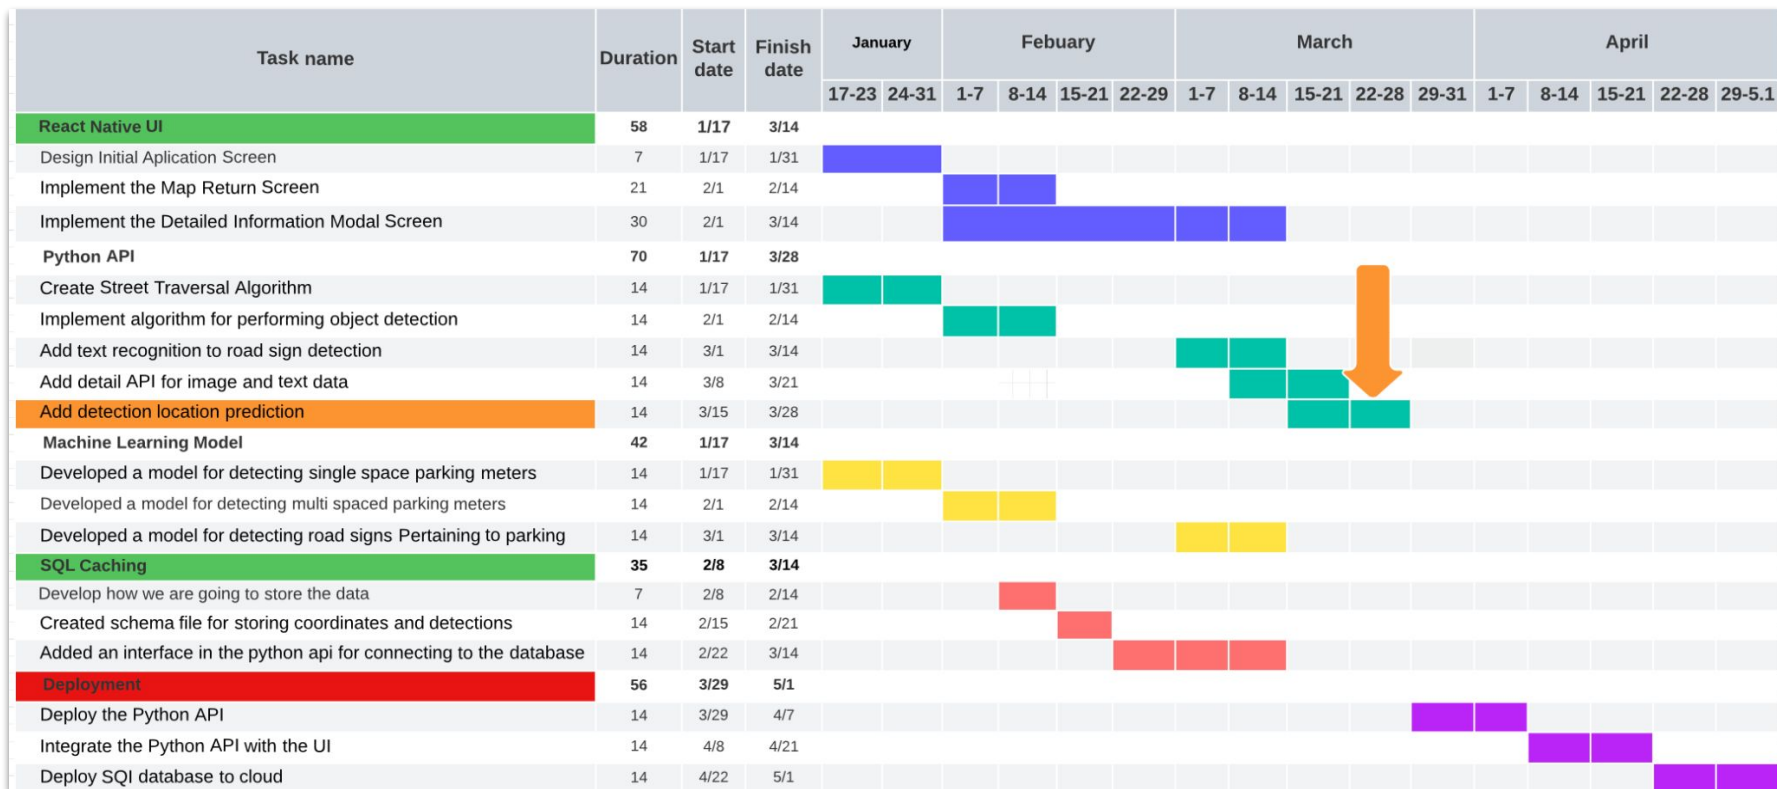 Task name Duration Start date Finish date January Febuary March April
17-23 24-31 1-7 8-14 15-21 22-29 1-7 8-14 15-21 22-28 29-31 1-7 8-14 15-21 22-28 29-5.1
React Native UI 58 1/17 3/14
Design Initial Aplication Screen 7 1/17 1/31
Implement the Map Return Screen 21 2/1 2/14
Implement the Detailed Information Modal Screen 30 2/1 3/14
Python API 70 1/17 3/28
Create Street Traversal Algorithm 14 1/17 1/31
Implement algorithm for performing object detection 14 2/1 2/14
Add text recognition to road sign detection 14 3/1 3/14
Add detail API for image and text data 14 3/8 3/21
Add detection location prediction 14 3/15 3/28
Machine Learning Model 42 1/17 3/14
Developed a model for detecting single space parking meters 14 1/17 1/31
Developed a model for detecting multi spaced parking meters 14 2/1 2/14
Developed a model for detecting road signs Pertaining to parking 14 3/1 3/14
SQL Caching 35 2/8 3/14
Develop how we are going to store the data 7 2/8 2/14
Created schema file for storing coordinates and detections 14 2/15 2/21
Added an interface in the python api for connecting to the database 14 2/22 3/14
Deployment 56 3/29 5/1
Deploy the Python API 14 3/29 4/7
Integrate the Python API with the UI 14 4/8 4/21
Deploy SQl database to cloud 14 4/22 5/1